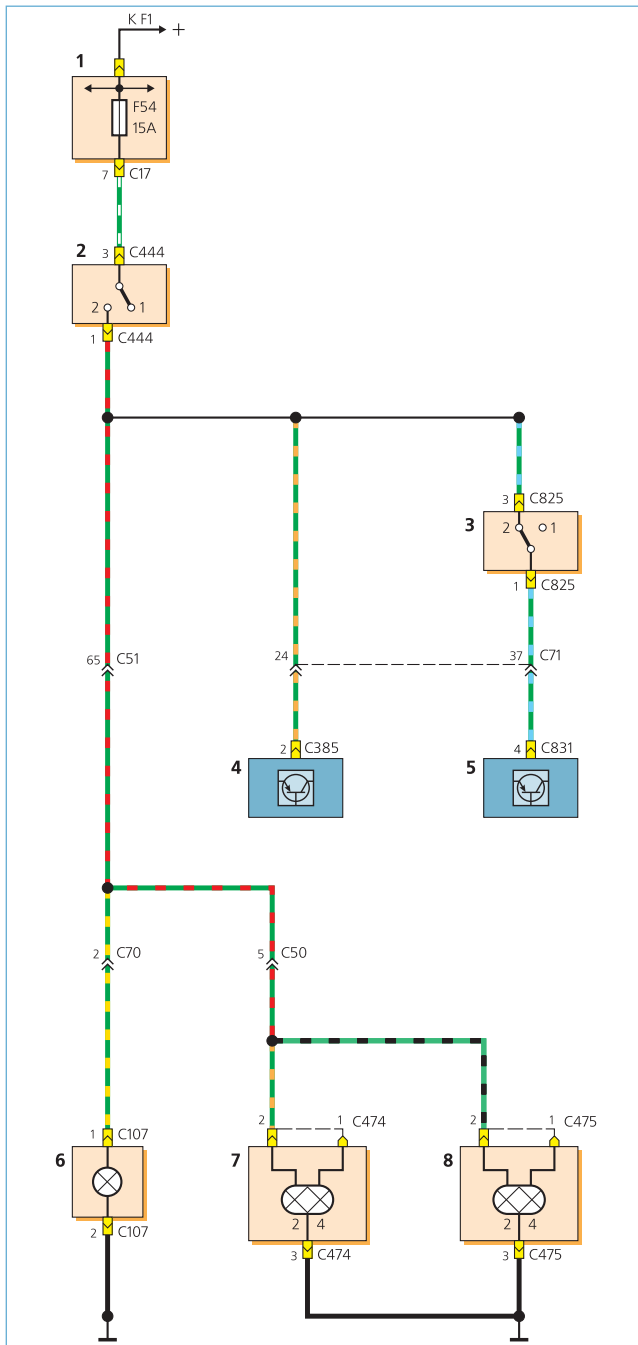 K F1 +
1
F54
15A
7 C17
2
3 C444
2 1
1 C444
3 C825
3
2 1
1 C825
65 C51
24
37 C71
2 C385
4 C831
4
5
2 C70
5 C50
2 1 C474
2 1 C475
1 C107
6
7
8
2 4
2 4
2 C107
3 C474
3 C475